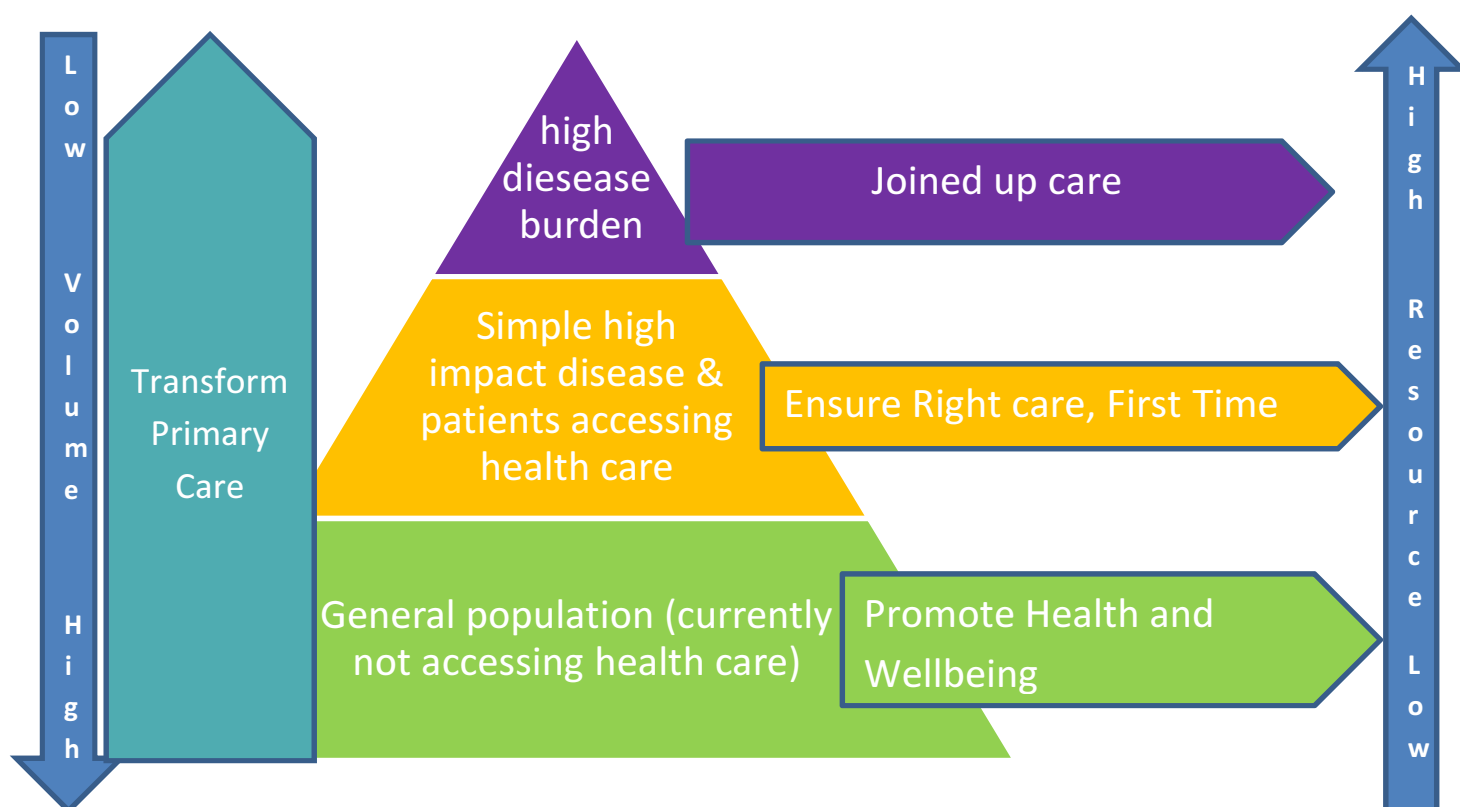 Low Volume High
Transform
Primary
Care
high
diesease
burden
Joined up care
Simple high
impact disease &
patients accessing
health care
Ensure Right care, First Time
General population (currently
not accessing health care)
Promote Health and
Wellbeing
High Resource Low